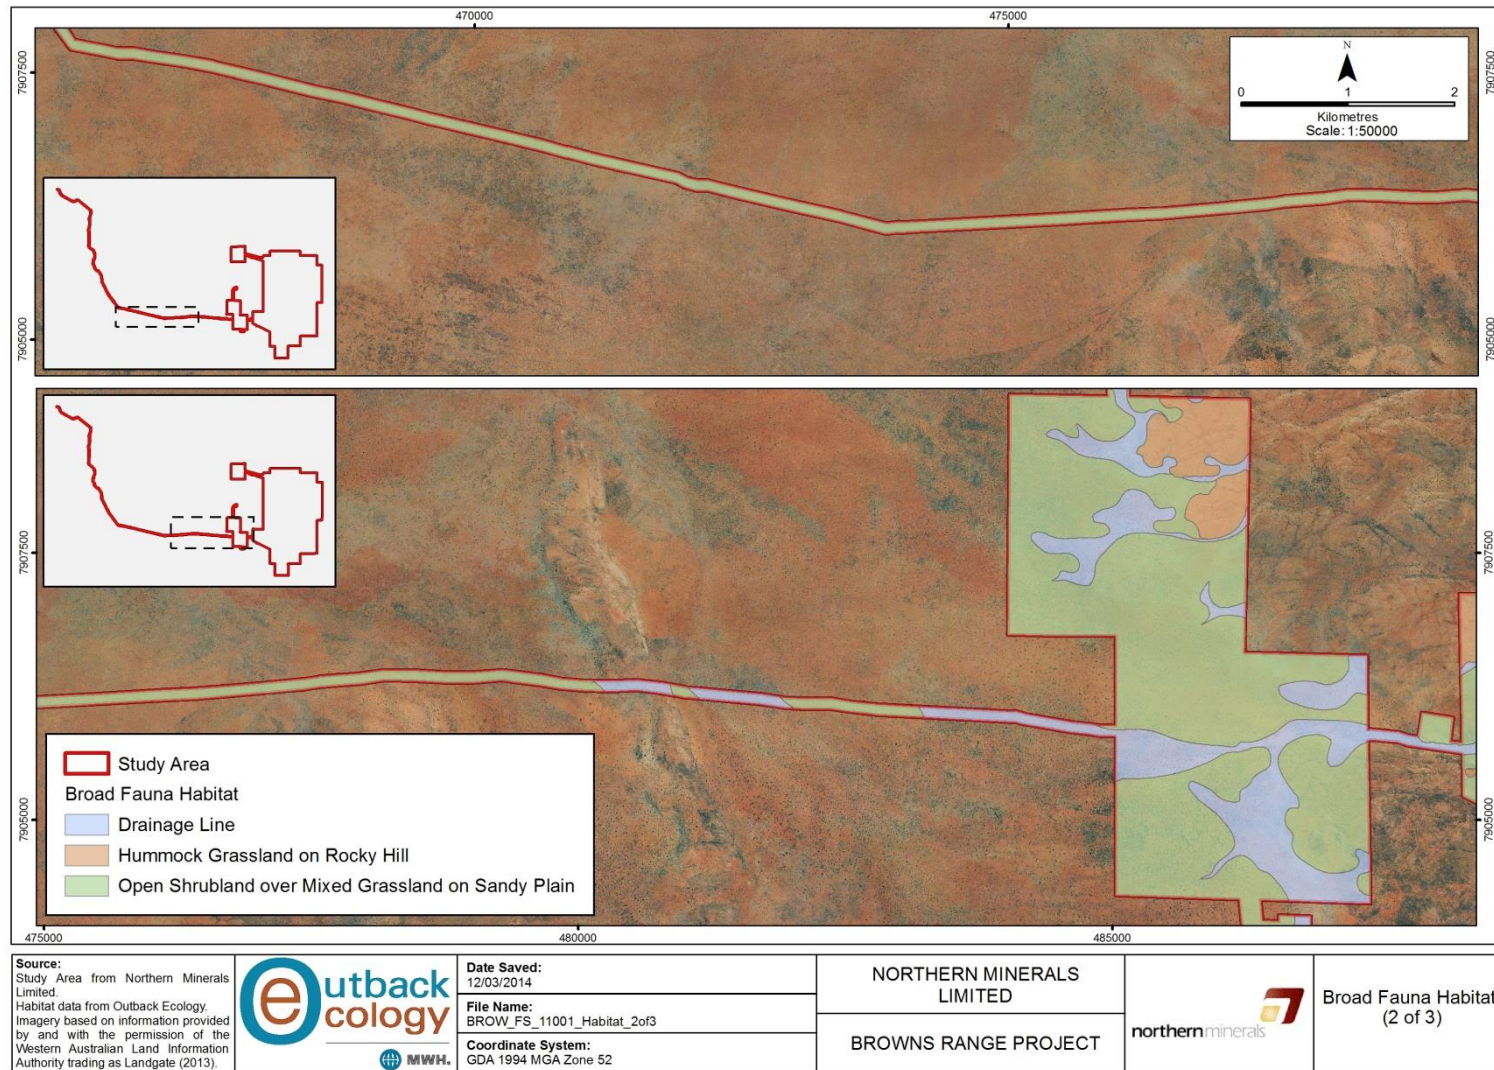 470000
475000
7907500
7907500
N
0
1
2
Kilometres
Scale: 1:50000
7905000
7905000
7907500
7907500
Study Area
Broad Fauna Habitat
Drainage Line
Hummock Grassland on Rocky Hill
Open Shrubland over Mixed Grassland on Sandy Plain
7905000
7905000
475000
480000
485000
Source:
Study Area from Northern Minerals
Limited.
Habitat data from Outback Ecology.
Imagery based on information provided
by and with the permission of the
Western Australian Land Information
Authority trading as Landgate (2013).
Outback
ecology
MWH.
Date Saved:
12/03/2014
File Name:
BROW_FS_11001_Habitat_2of3
Coordinate System:
GDA 1994 MGA Zone 52
NORTHERN MINERALS
LIMITED
BROWNS RANGE PROJECT
northernminerals
Broad Fauna Habitat
(2 of 3)